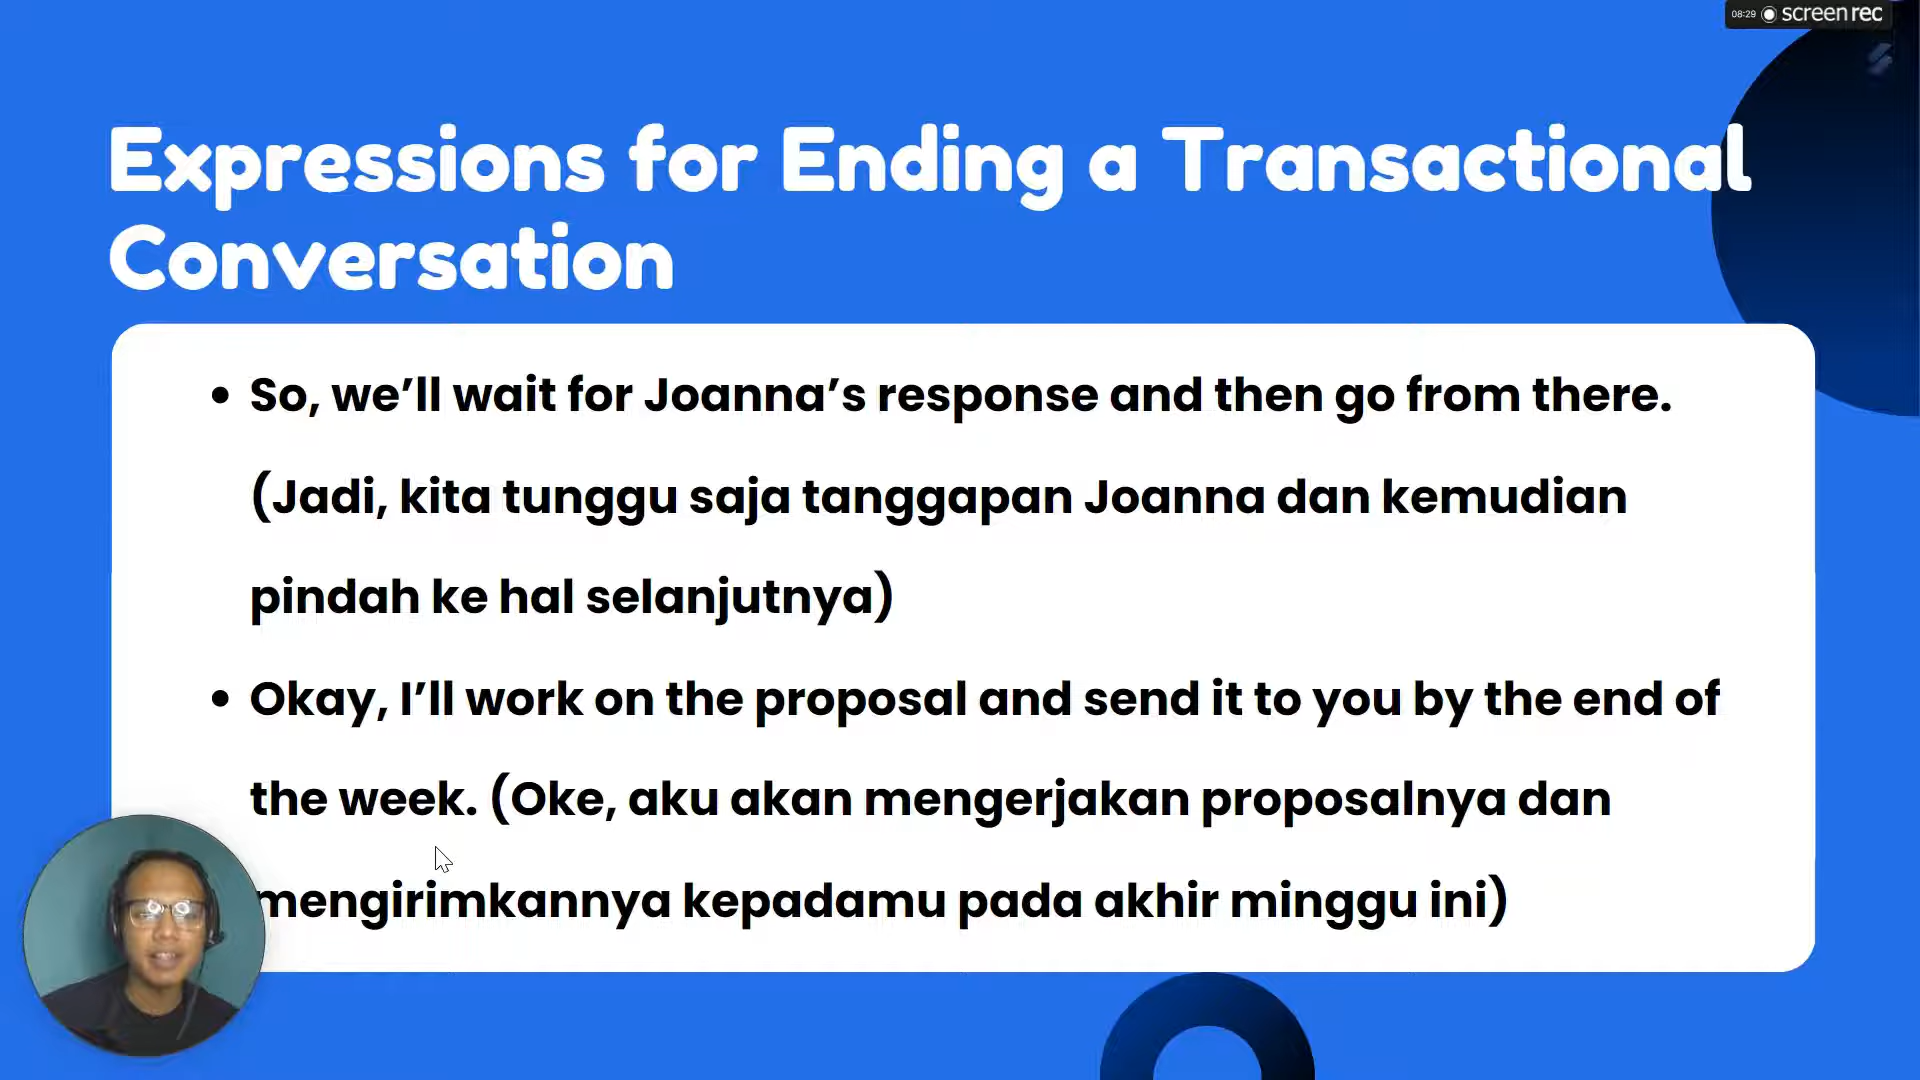 08:29 screenrec
Expressions for Ending a Transactional
Conversation
• So, we’ll wait for Joanna’s response and then go from there.
(Jadi, kita tunggu saja tanggapan Joanna dan kemudian
pindah ke hal selanjutnya)
• Okay, I’ll work on the proposal and send it to you by the end of
the week. (Oke, aku akan mengerjakan proposalnya dan
mengirimkannya kepadamu pada akhir minggu ini)